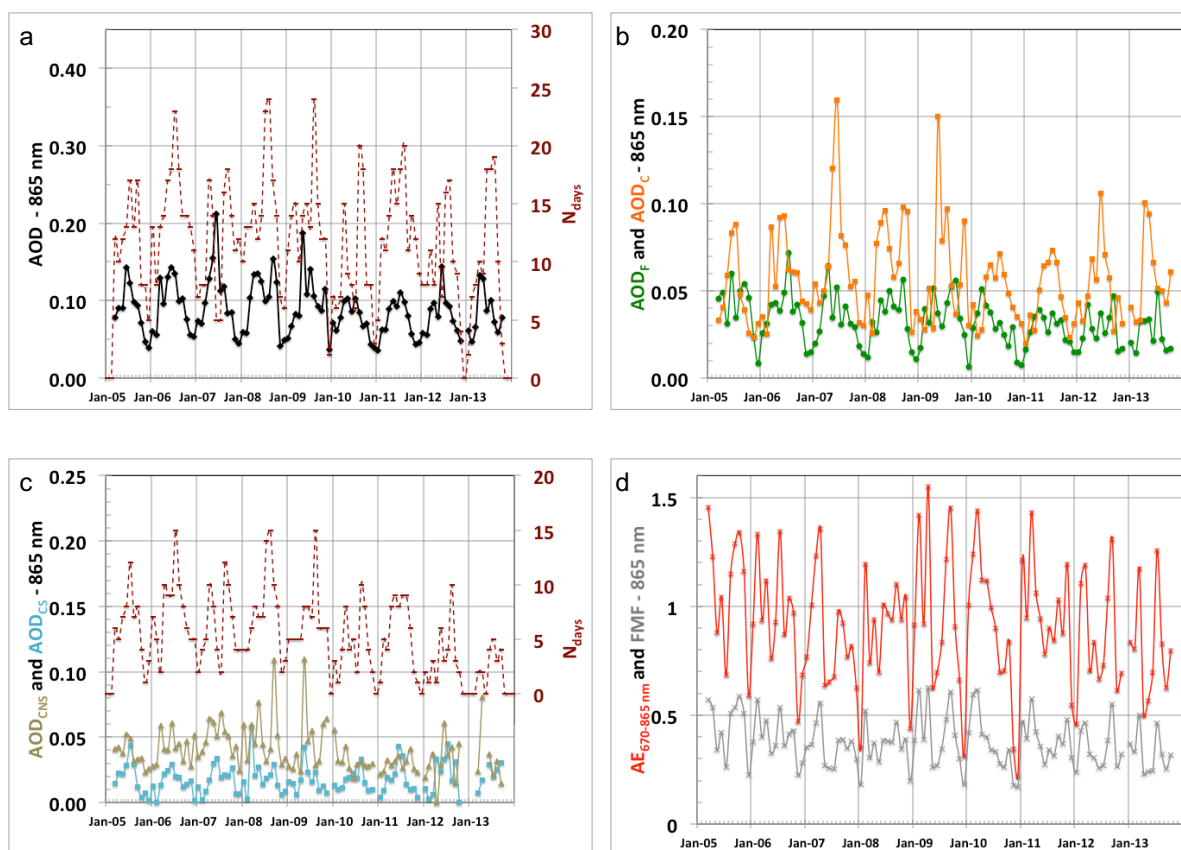 a
AOD - 865 nm
0.40
0.30
0.20
0.10
0.00
30
25
20
15
10
5
0
N days
Jan-05 Jan-06 Jan-07 Jan-08 Jan-09 Jan-10 Jan-11 Jan-12 Jan-13
b
AODF and AODC - 865 nm
0.20
0.15
0.10
0.05
0.00
Jan-05 Jan-06 Jan-07 Jan-08 Jan-09 Jan-10 Jan-11 Jan-12 Jan-13
c
AODCNS and AODCS - 865 nm
0.25
0.20
0.15
0.10
0.05
0.00
20
15
10
5
0
Ndays
Jan-05 Jan-06 Jan-07 Jan-08 Jan-09 Jan-10 Jan-11 Jan-12 Jan-13
d
AE670-865 nm and FMF - 865 nm
1.5
1
0.5
0
Jan-05 Jan-06 Jan-07 Jan-08 Jan-09 Jan-10 Jan-11 Jan-12 Jan-13